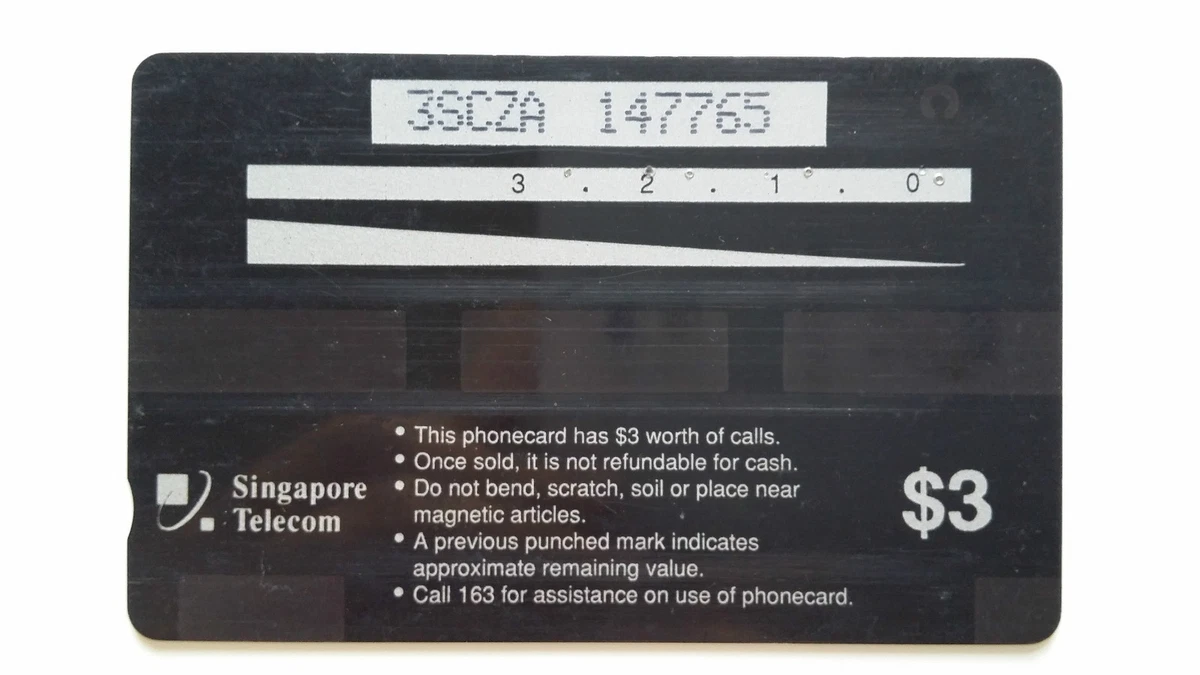 3SCZA 147765
3 . 2 . 1 . 0
• This phonecard has $3 worth of calls.
• Once sold, it is not refundable for cash.
• Do not bend, scratch, soil or place near
magnetic articles.
• A previous punched mark indicates
approximate remaining value.
• Call 163 for assistance on use of phonecard.
Singapore
Telecom
$3